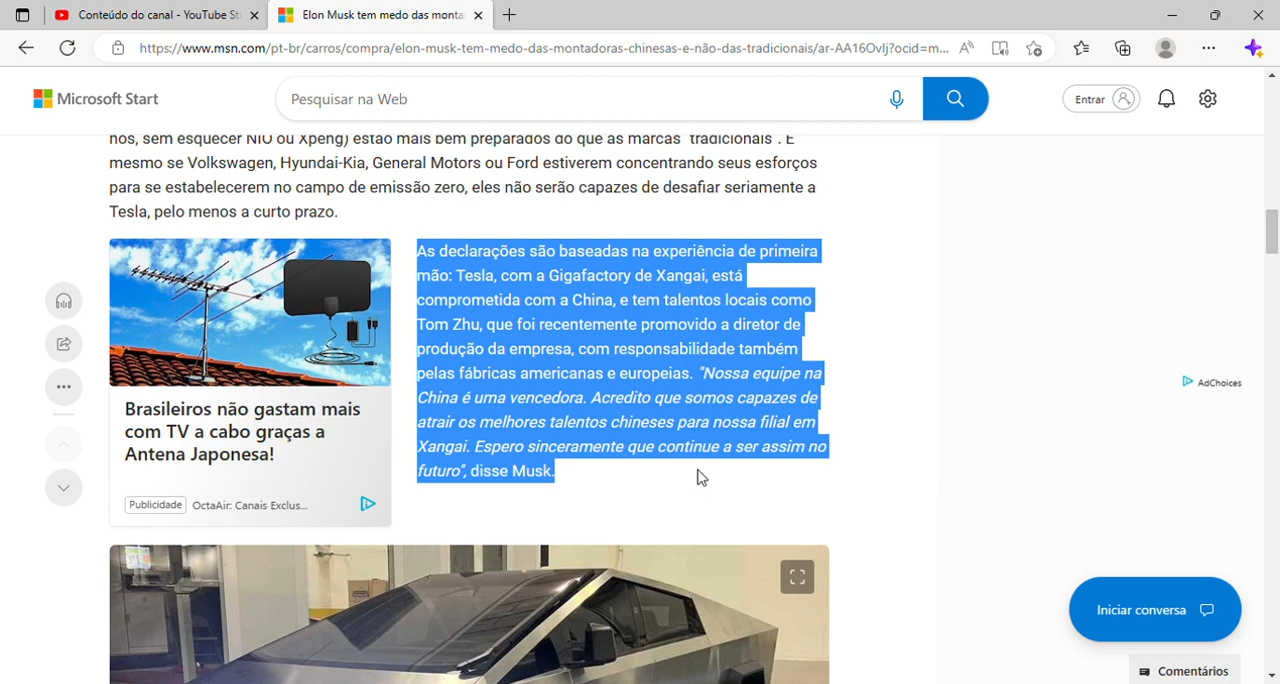 Conteúdo do canal - YouTube St
Elon Musk tem medo das monta
https://www.msn.com/pt-br/carros/compra/elon-musk-tem-medo-das-montadoras-chinesas-e-não-das-tradicionais/ar-AA16OvIj?ocid=m...
Microsoft Start
Pesquisar na Web
Entrar
nos, sem esquecer NIO ou Xpeng) estão mais bem preparados do que as marcas "tradicionais". E
mesmo se Volkswagen, Hyundai-Kia, General Motors ou Ford estiverem concentrando seus esforços
para se estabelecerem no campo de emissão zero, eles não serão capazes de desafiar seriamente a
Tesla, pelo menos a curto prazo.
As declarações são baseadas na experiência de primeira
mão: Tesla, com a Gigafactory de Xangai, está
comprometida com a China, e tem talentos locais como
Tom Zhu, que foi recentemente promovido a diretor de
produção da empresa, com responsabilidade também
pelas fábricas americanas e europeias. "Nossa equipe na
China é uma vencedora. Acredito que somos capazes de
atrair os melhores talentos chineses para nossa filial em
Xangai. Espero sinceramente que continue a ser assim no
futuro", disse Musk.
Brasileiros não gastam mais
com TV a cabo graças a
Antena Japonesa!
Publicidade OctaAir: Canais Exclus...
AdChoices
Iniciar conversa
Comentários